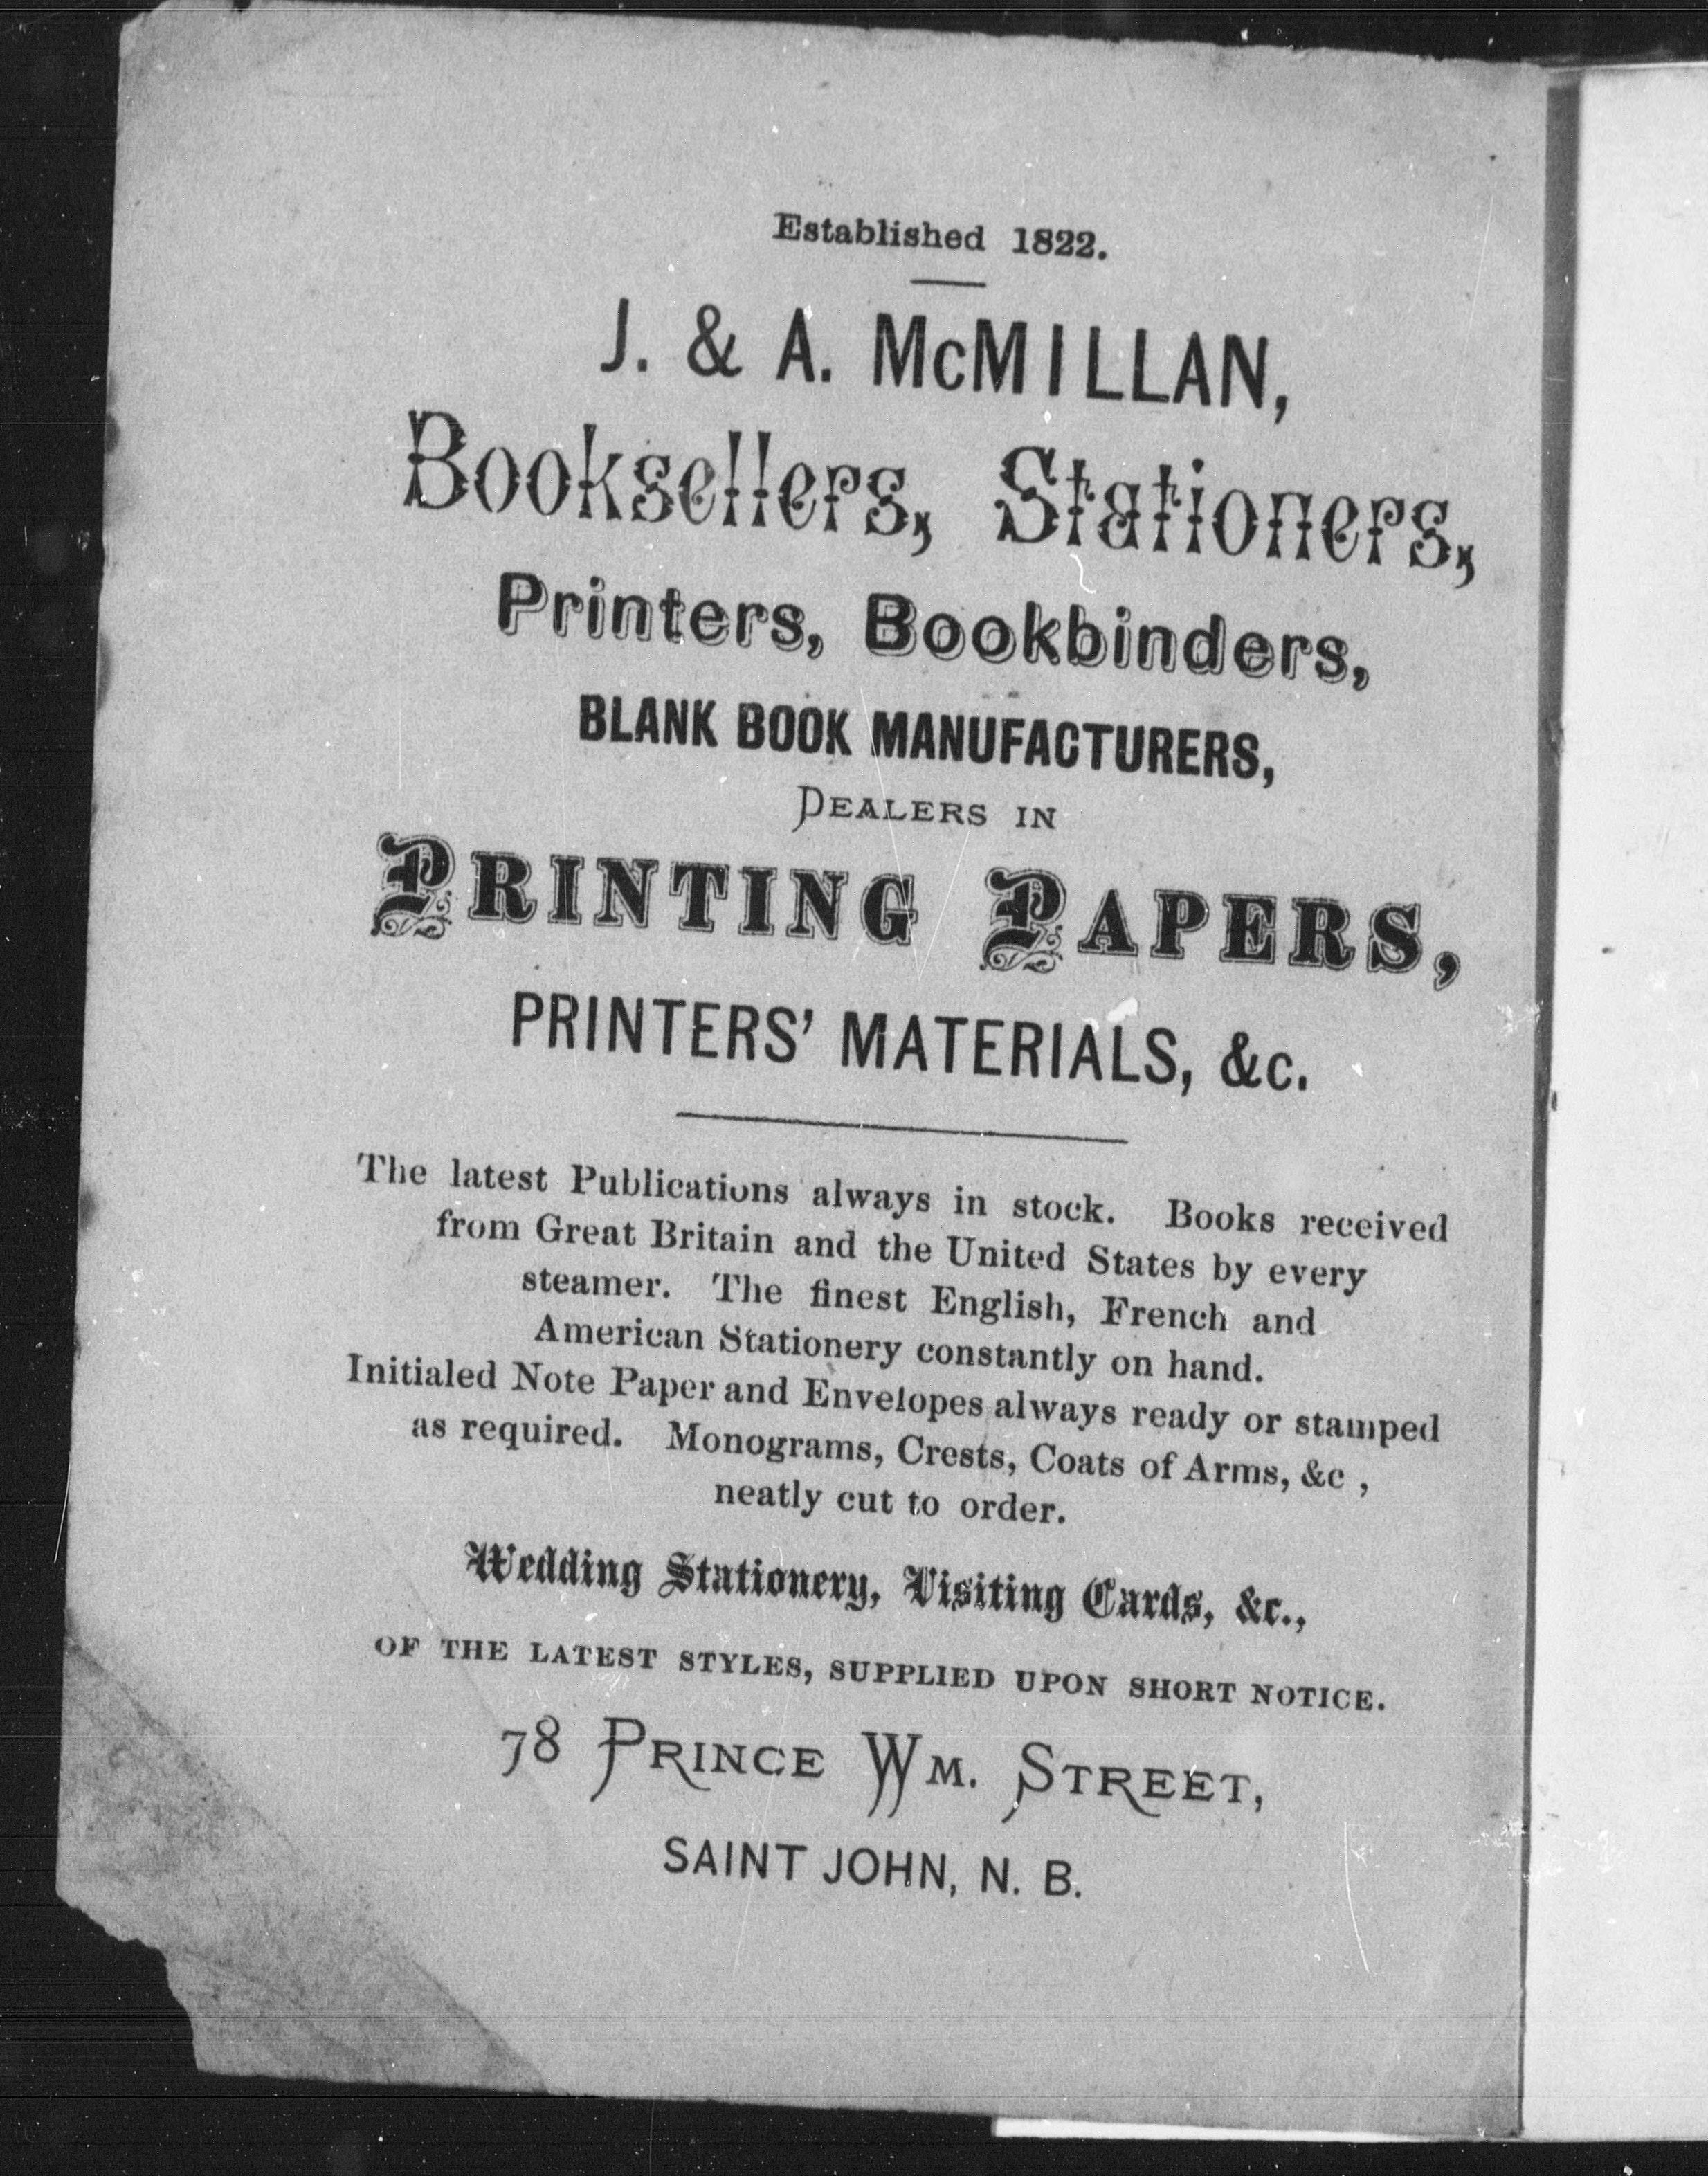 Established 1822.
J. & A. McMILLAN,
Booksellers, Stationers,
Printers, Bookbinders,
BLANK BOOK MANUFACTURERS,
DEALERS IN
PRINTING PAPERS,
PRINTERS' MATERIALS, &c.
The latest Publications always in stock. Books received
from Great Britain and the United States by every
steamer. The finest English, French and
American Stationery constantly on hand.
Initialed Note Paper and Envelopes always ready or stamped
as required. Monograms, Crests, Coats of Arms, &c ,
neatly cut to order.
Wedding Stationery, Visiting Cards, &c.,
OF THE LATEST STYLES, SUPPLIED UPON SHORT NOTICE.
78 PRINCE WM. STREET,
SAINT JOHN, N. B.